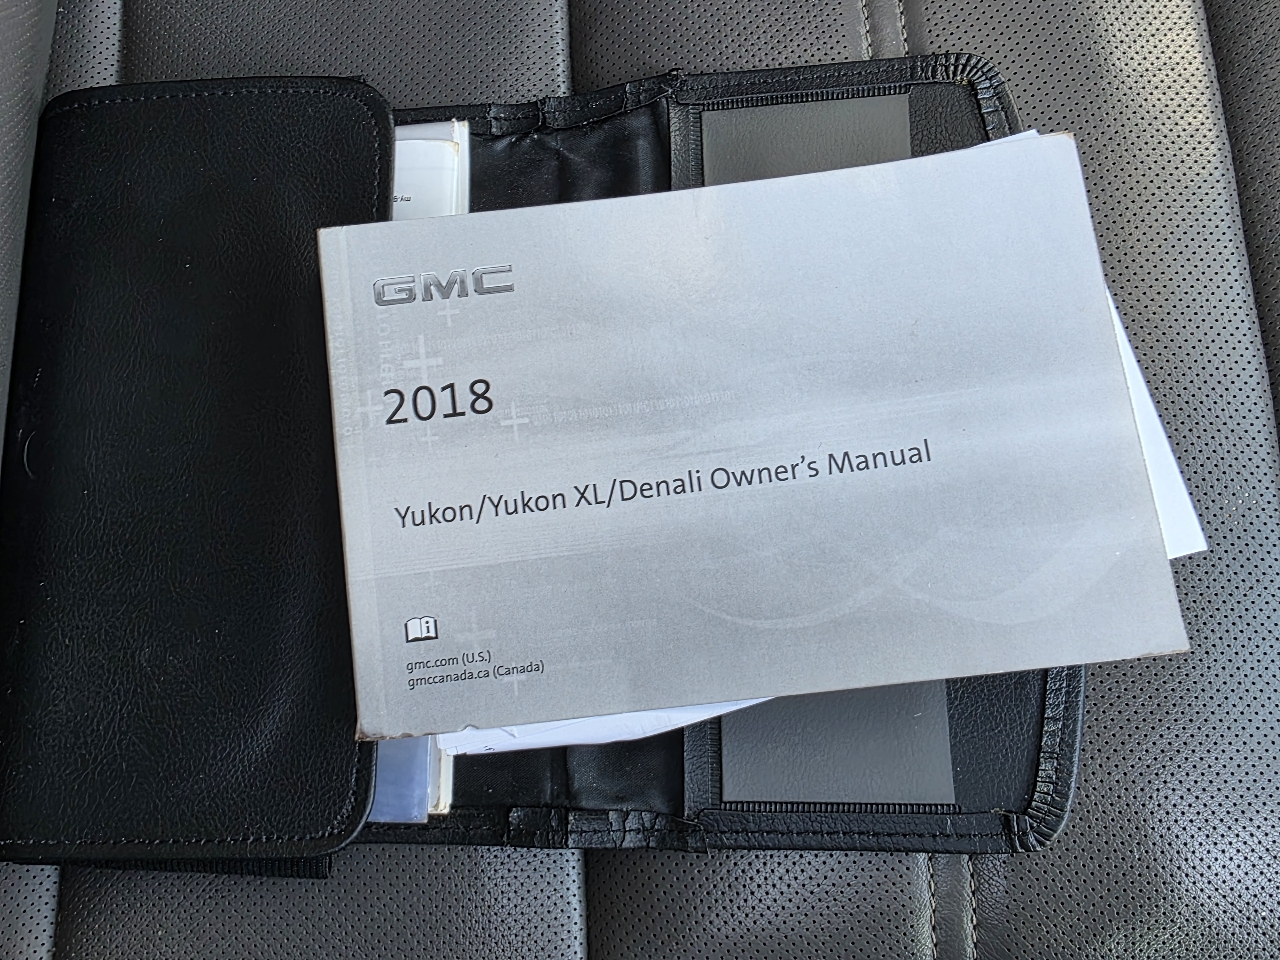 GMC
2018
Yukon/Yukon XL/Denali Owner's Manual
gmc.com (U.S.)
gmccanada.ca (Canada)